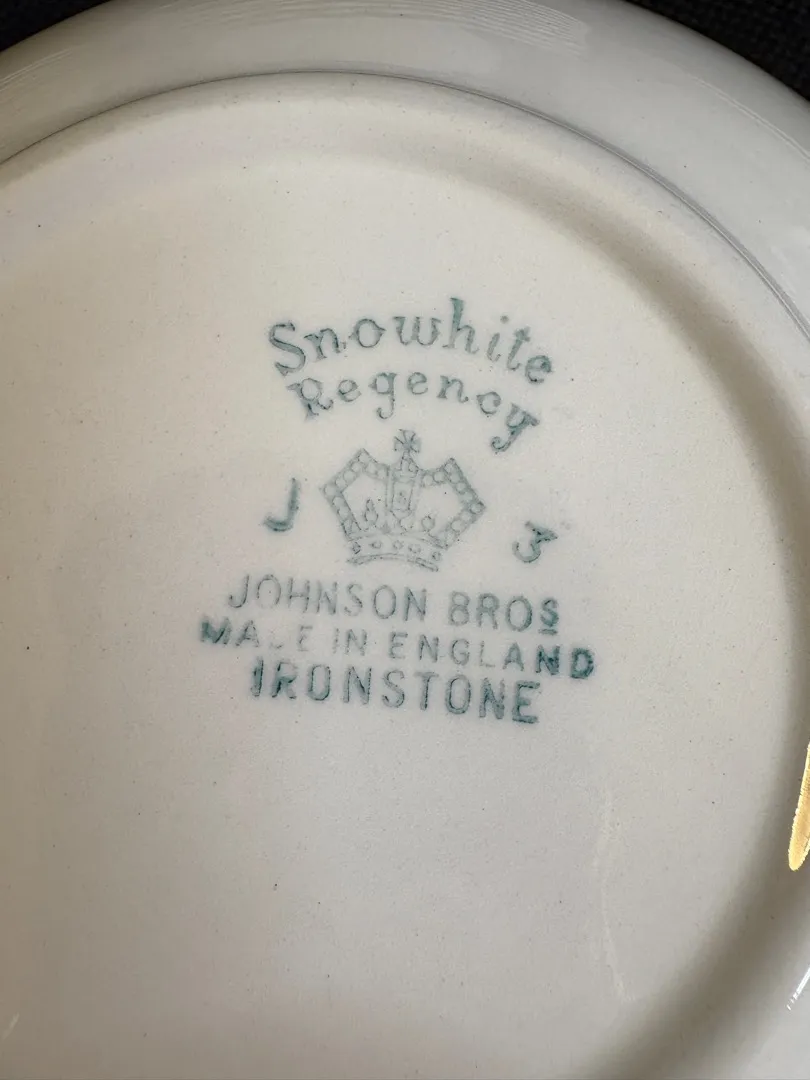 Snowhite
Regency
J 3
JOHNSON BROS
MADE IN ENGLAND
IRONSTONE